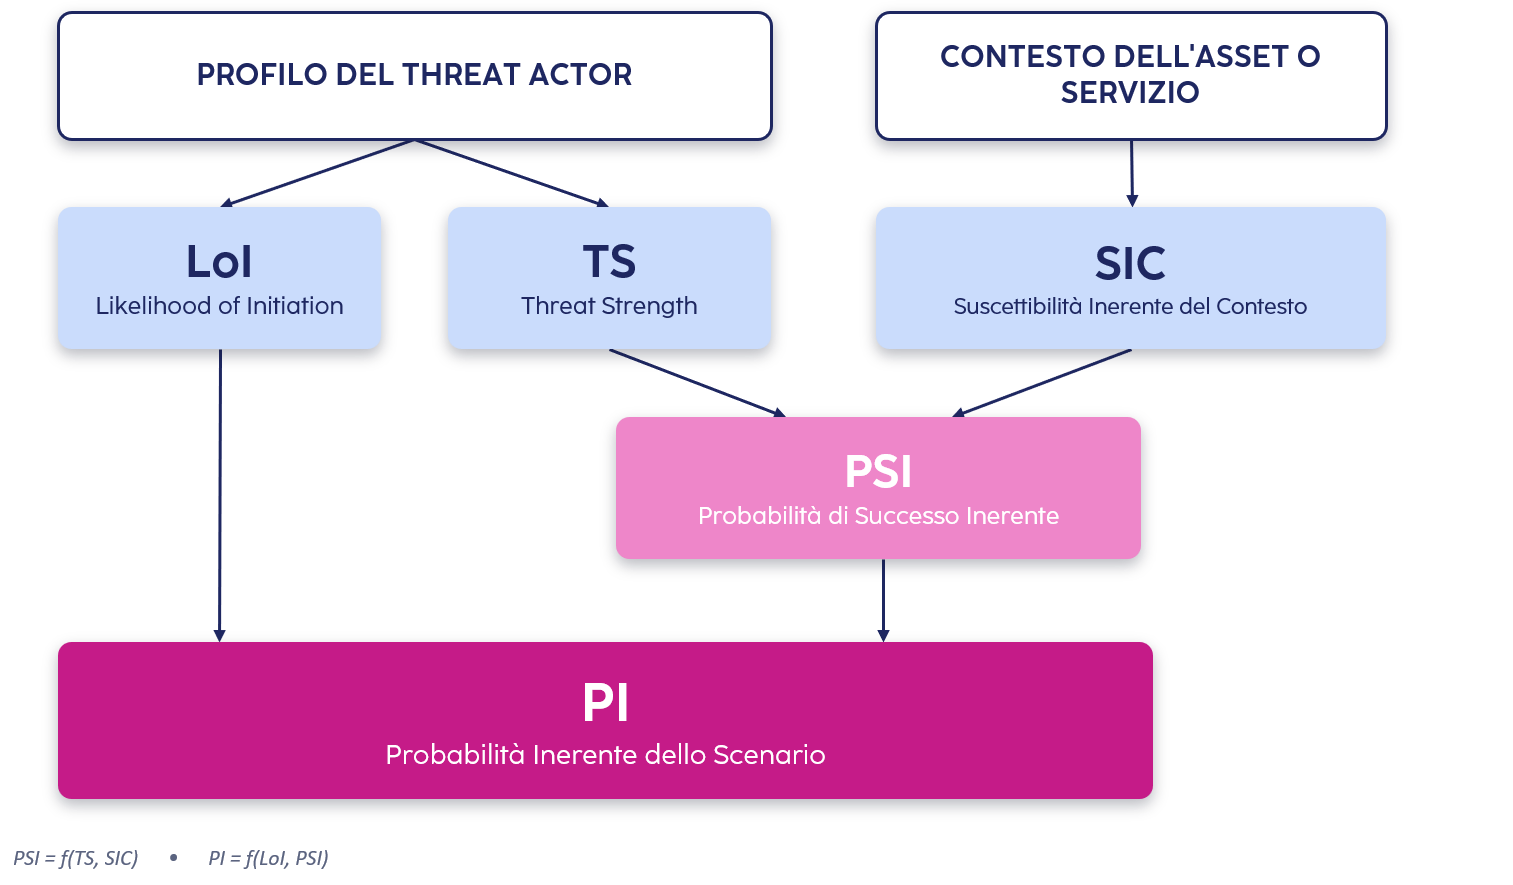 PROFILO DEL THREAT ACTOR
CONTESTO DELL'ASSET O
SERVIZIO
LoI
Likelihood of Initiation
TS
Threat Strength
SIC
Suscettibilità Inerente del Contesto
PSI
Probabilità di Successo Inerente
PI
Probabilità Inerente dello Scenario
PSI = f(TS, SIC) • PI = f(LoI, PSI)